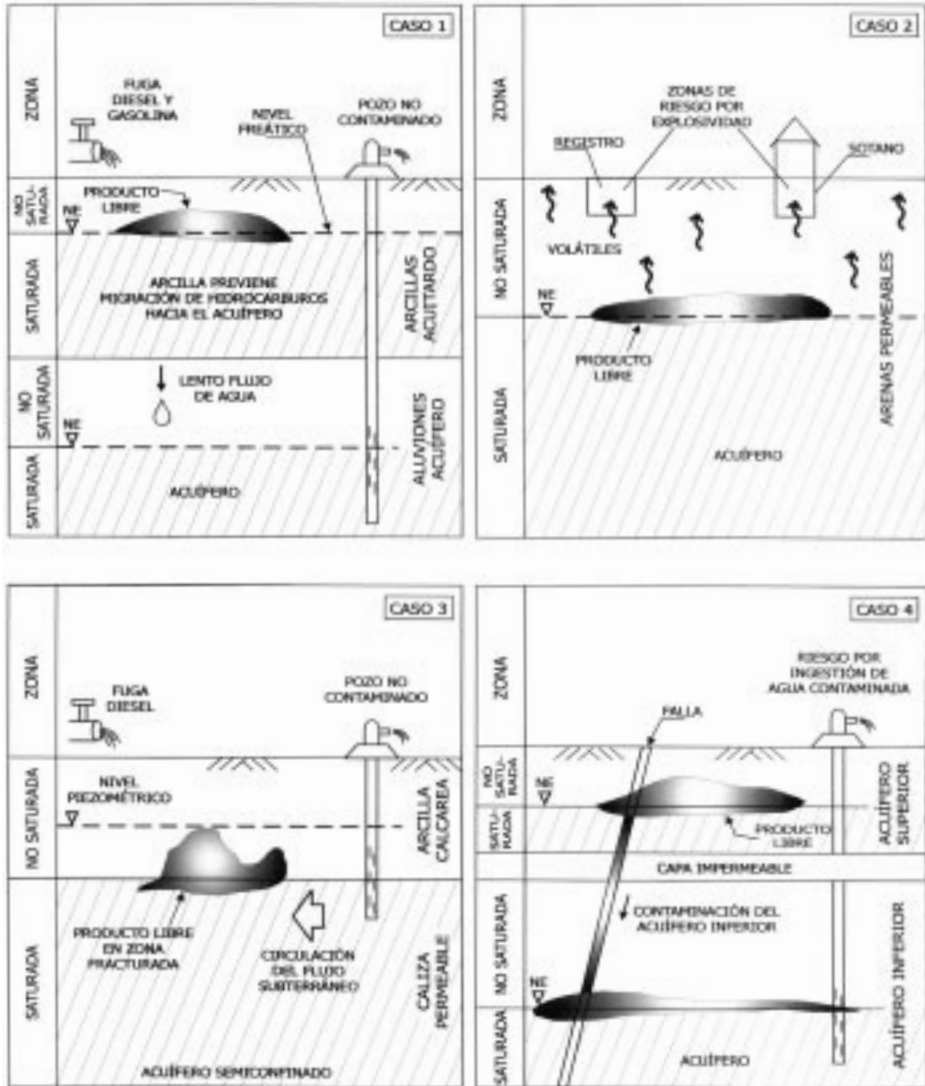 CASO 1
ZONA
FUGA
DIESEL Y
GASOLINA
NIVEL
FREÁTICO
POZO NO
CONTAMINADO
NO
SATU-
RADA
NE
PRODUCTO
LIBRE
SATURADA
ARCILLA PREVIENE
MIGRACIÓN DE HIDROCARBUROS
HACIA EL ACUÍFERO
ARCILLAS
ACUITARDO
NO
SATURADA
LENTO FLUJO
DE AGUA
NE
ALUVIONES
ACUÍFERO
SATURADA
ACUÍFERO
CASO 2
ZONA
ZONAS DE
RIESGO POR
EXPLOSIVIDAD
REGISTRO
SOTANO
NO SATURADA
VOLÁTILES
NE
PRODUCTO
LIBRE
ARENAS PERMEABLES
SATURADA
ACUÍFERO
CASO 3
ZONA
FUGA
DIESEL
POZO NO
CONTAMINADO
NO SATURADA
NIVEL
PIEZOMÉTRICO
ARCILLA
CALCAREA
SATURADA
PRODUCTO LIBRE
EN ZONA
FRACTURADA
CIRCULACIÓN
DEL FLUJO
SUBTERRÁNEO
CALIZA
PERMEABLE
ACUÍFERO SEMICONFINADO
CASO 4
ZONA
RIESGO POR
INGESTIÓN DE
AGUA CONTAMINADA
FALLA
NO
SATU-
RADA
NE
SATU-
RADA
PRODUCTO
LIBRE
ACUÍFERO
SUPERIOR
CAPA IMPERMEABLE
NO SATURADA
CONTAMINACIÓN DEL
ACUÍFERO INFERIOR
NE
ACUÍFERO INFERIOR
SATURADA
ACUÍFERO